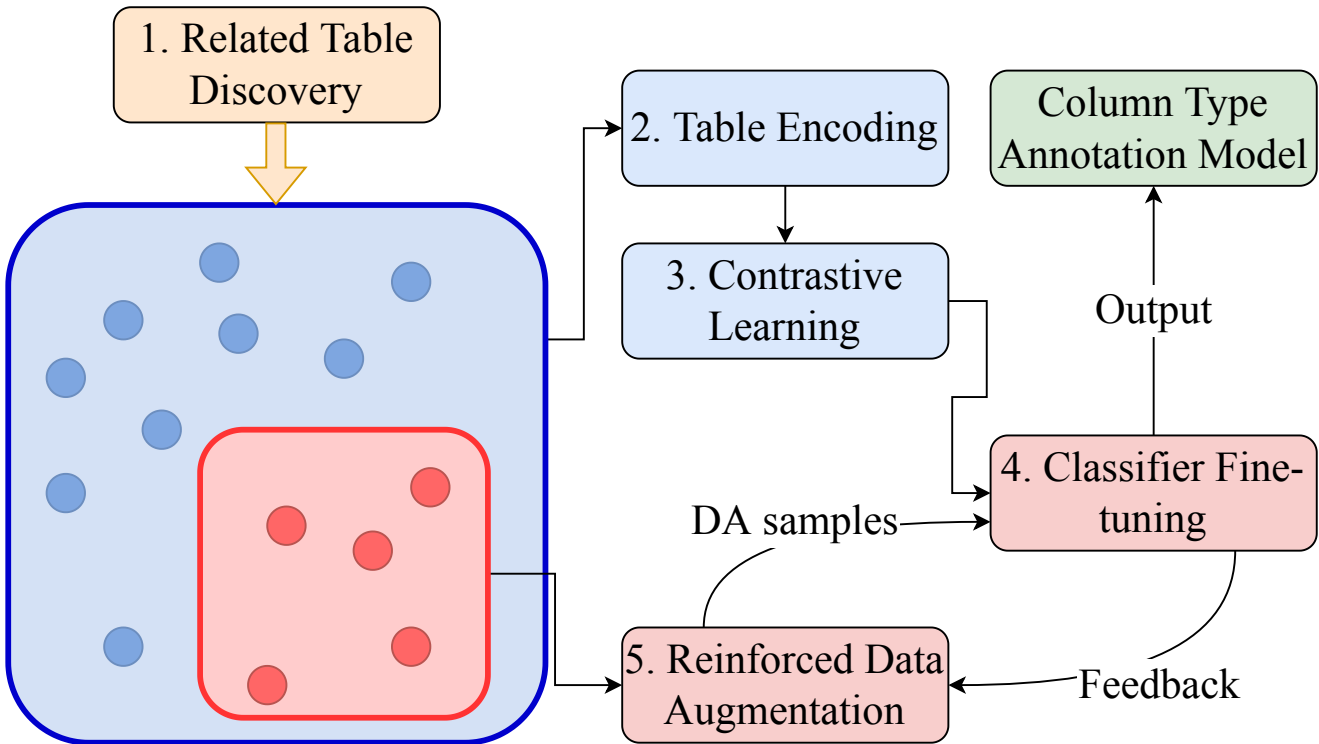 1. Related Table
Discovery
2. Table Encoding
Column Type
Annotation Model
3. Contrastive
Learning
Output
4. Classifier Fine-
tuning
DA samples
5. Reinforced Data
Augmentation
Feedback